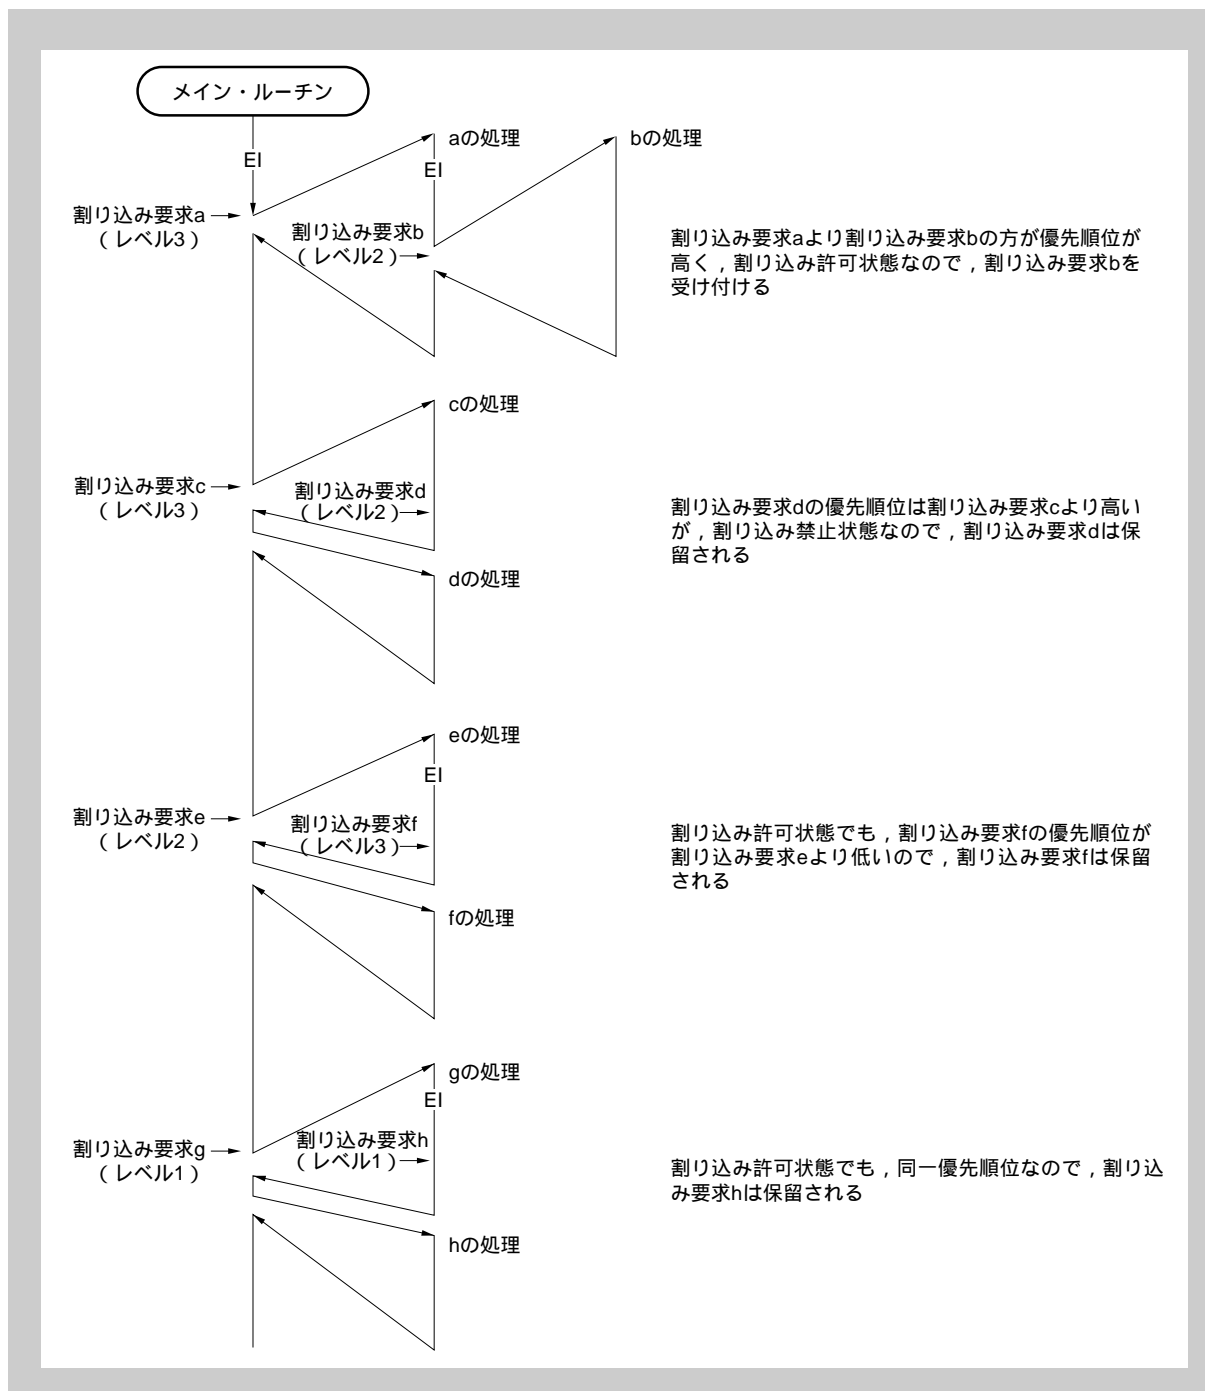 メイン・ルーチン
EI
aの処理
EI
bの処理
割り込み要求a
（レベル3）
割り込み要求b
（レベル2）
割り込み要求aより割り込み要求bの方が優先順位が
高く，割り込み許可状態なので，割り込み要求bを
受け付ける
cの処理
割り込み要求c
（レベル3）
割り込み要求d
（レベル2）
割り込み要求dの優先順位は割り込み要求cより高い
が，割り込み禁止状態なので，割り込み要求dは保
留される
dの処理
eの処理
EI
割り込み要求e
（レベル2）
割り込み要求f
（レベル3）
割り込み許可状態でも，割り込み要求fの優先順位が
割り込み要求eより低いので，割り込み要求fは保留
される
fの処理
gの処理
EI
割り込み要求g
（レベル1）
割り込み要求h
（レベル1）
割り込み許可状態でも，同一優先順位なので，割り込
み要求hは保留される
hの処理